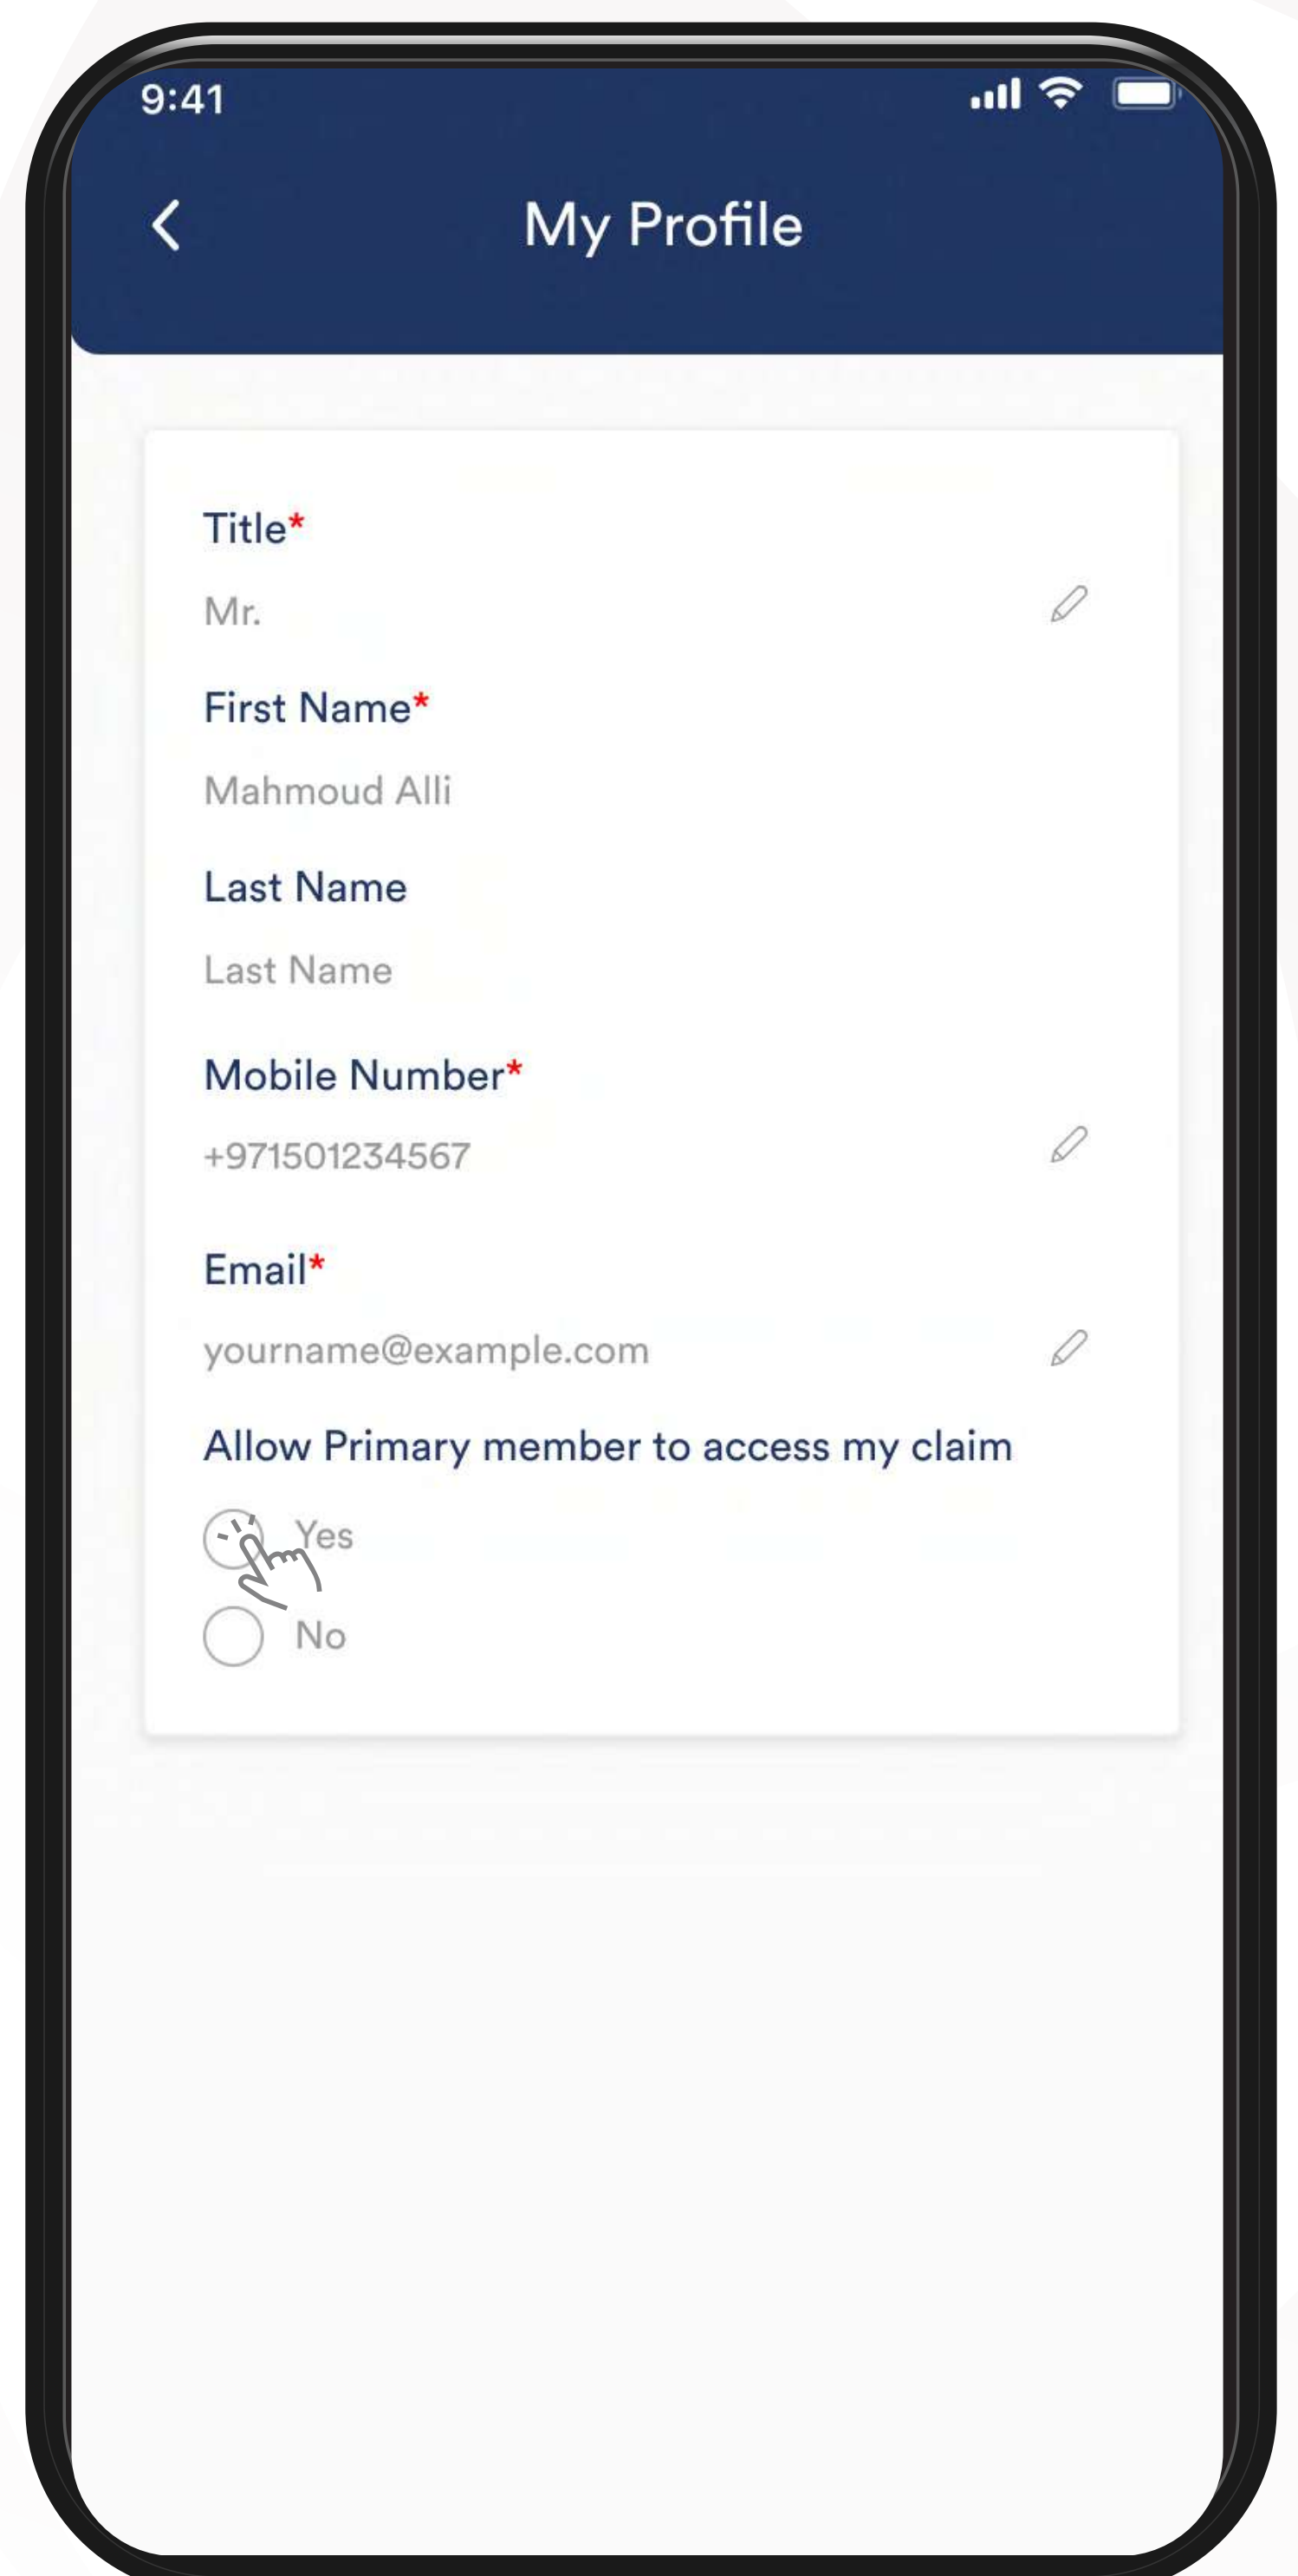 9:41
My Profile
Title*
Mr.
First Name*
Mahmoud Alli
Last Name
Last Name
Mobile Number*
+971501234567
Email*
yourname@example.com
Allow Primary member to access my claim
Yes
No